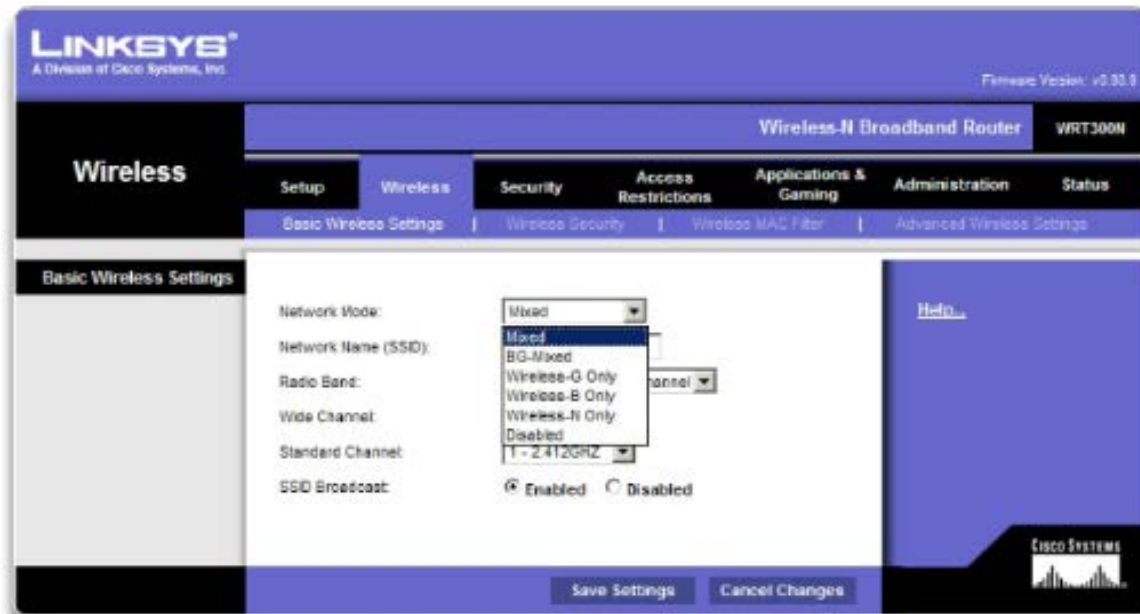 LINKSYS®
A Division of Cisco Systems, Inc.
Firmware Version:
Wireless-N Broadband Router WRT300N
Wireless
Setup Wireless Security Access Restrictions Applications & Gaming Administration Status
Basic Wireless Settings | Wireless Security | Wireless MAC Filter | Advanced Wireless Settings
Basic Wireless Settings
Help...
Network Mode: Mixed
Mixed
Network Name (SSID):
BG-Mixed
Wireless-G Only
Radio Band: hannel
Wireless-B Only
Wide Channel: Wireless-N Only
Disabled
Standard Channel: 1 - 2.412GHZ
SSID Broadcast: Enabled Disabled
CISCO SYSTEMS
Save Settings Cancel Changes